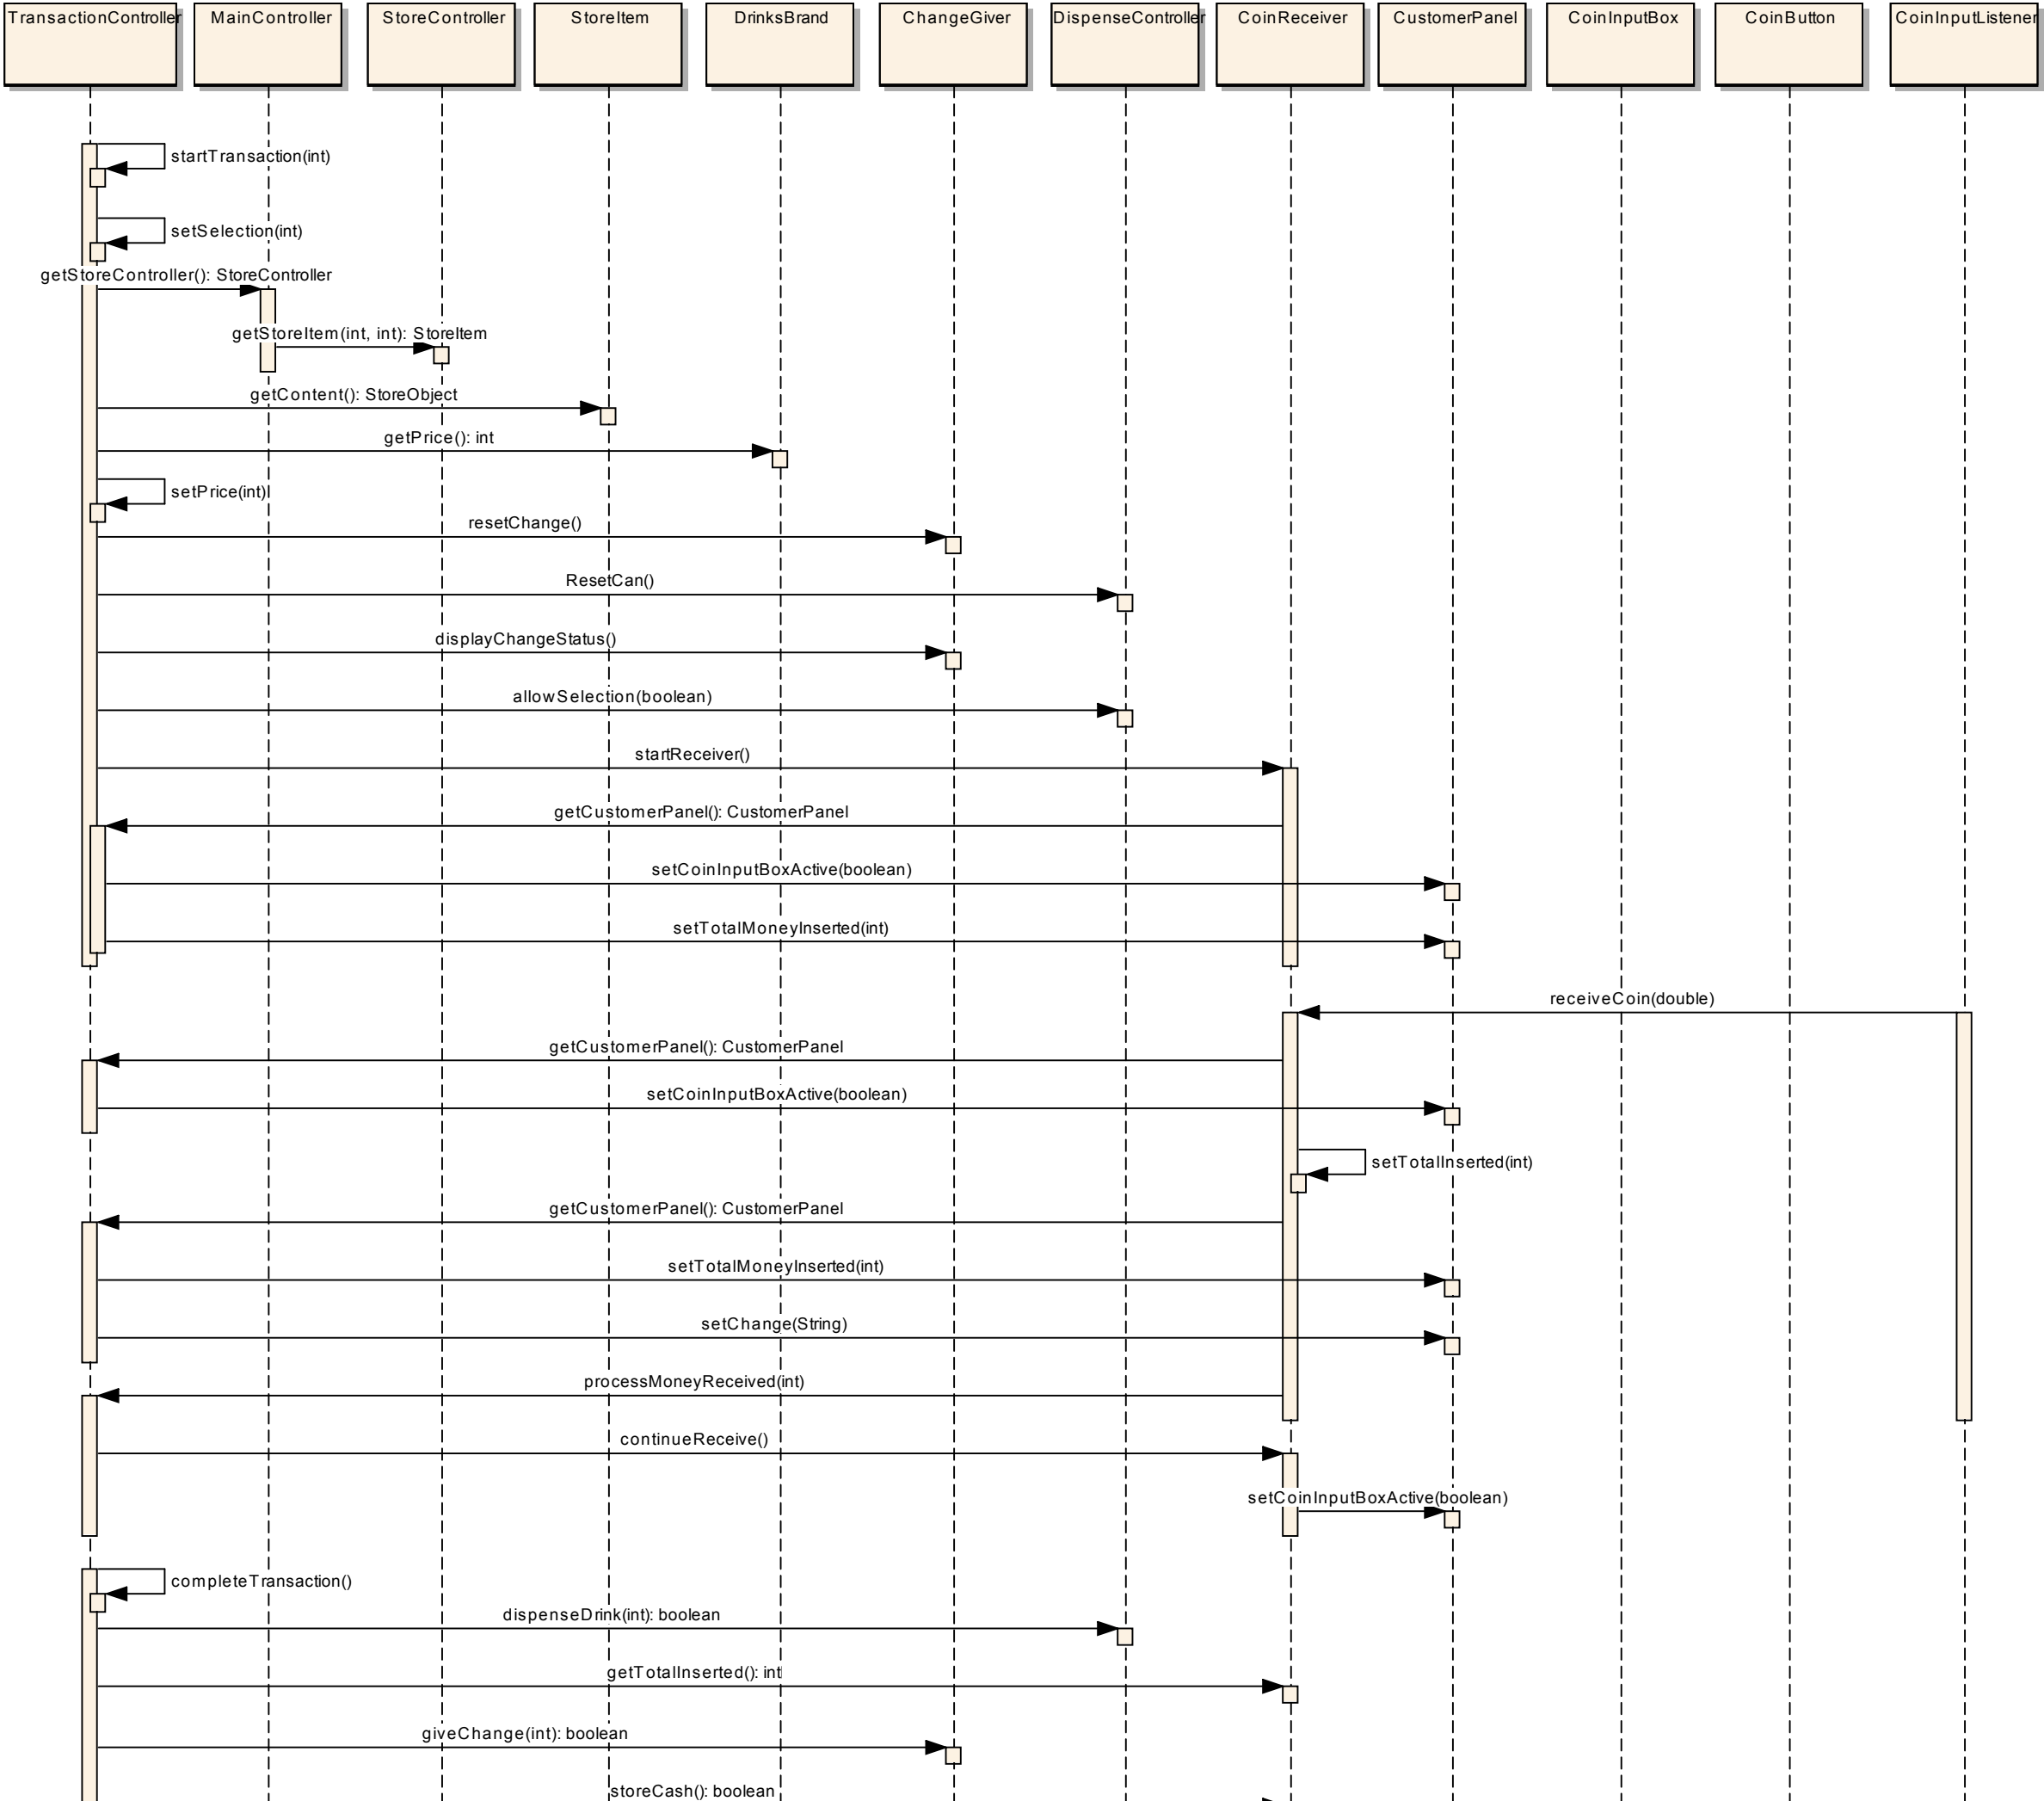 TransactionController
MainController
StoreController
StoreItem
DrinksBrand
ChangeGiver
DispenseController
CoinReceiver
CustomerPanel
CoinInputBox
CoinButton
CoinInputListener
startTransaction(int)
setSelection(int)
getStoreController(): StoreController
getStoreItem(int, int): StoreItem
getContent(): StoreObject
getPrice(): int
setPrice(int)
resetChange()
ResetCan()
displayChangeStatus()
allowSelection(boolean)
startReceiver()
getCustomerPanel(): CustomerPanel
setCoinInputBoxActive(boolean)
setTotalMoneyInserted(int)
receiveCoin(double)
getCustomerPanel(): CustomerPanel
setCoinInputBoxActive(boolean)
setTotalInserted(int)
getCustomerPanel(): CustomerPanel
setTotalMoneyInserted(int)
setChange(String)
processMoneyReceived(int)
continueReceive()
setCoinInputBoxActive(boolean)
completeTransaction()
dispenseDrink(int): boolean
getTotalInserted(): int
giveChange(int): boolean
storeCash(): boolean